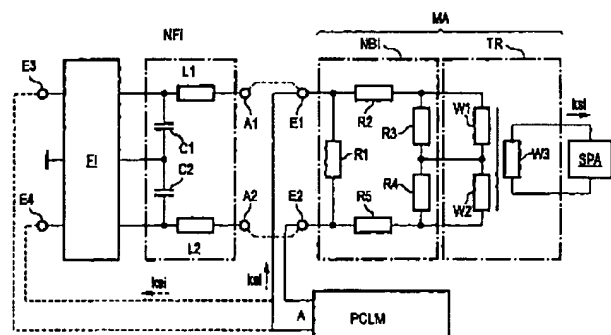 MA
NFI
NBI
TR
E3
L1
A1
E1
R2
W1
ksi
R3
C1
EI
R1
W3
SPA
C2
W2
R4
E4
A2
E2
R5
L2
ksi
ksi
A
PCLM